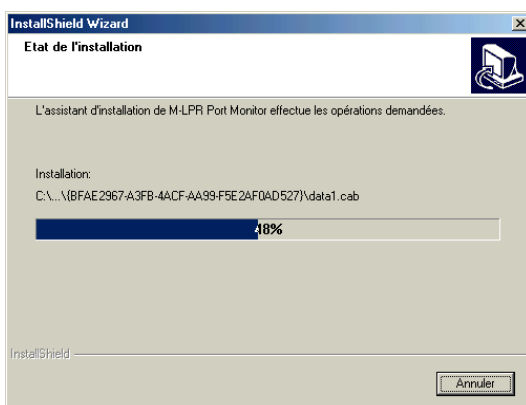 InstallShield Wizard
Etat de l'installation
L'assistant d'installation de M-LPR Port Monitor effectue les opérations demandées.
Installation:
C:\...\{BFAE2967-A3FB-4ACF-AA99-F5E2AF0AD527}\data1.cab
48%
InstallShield
Annuler